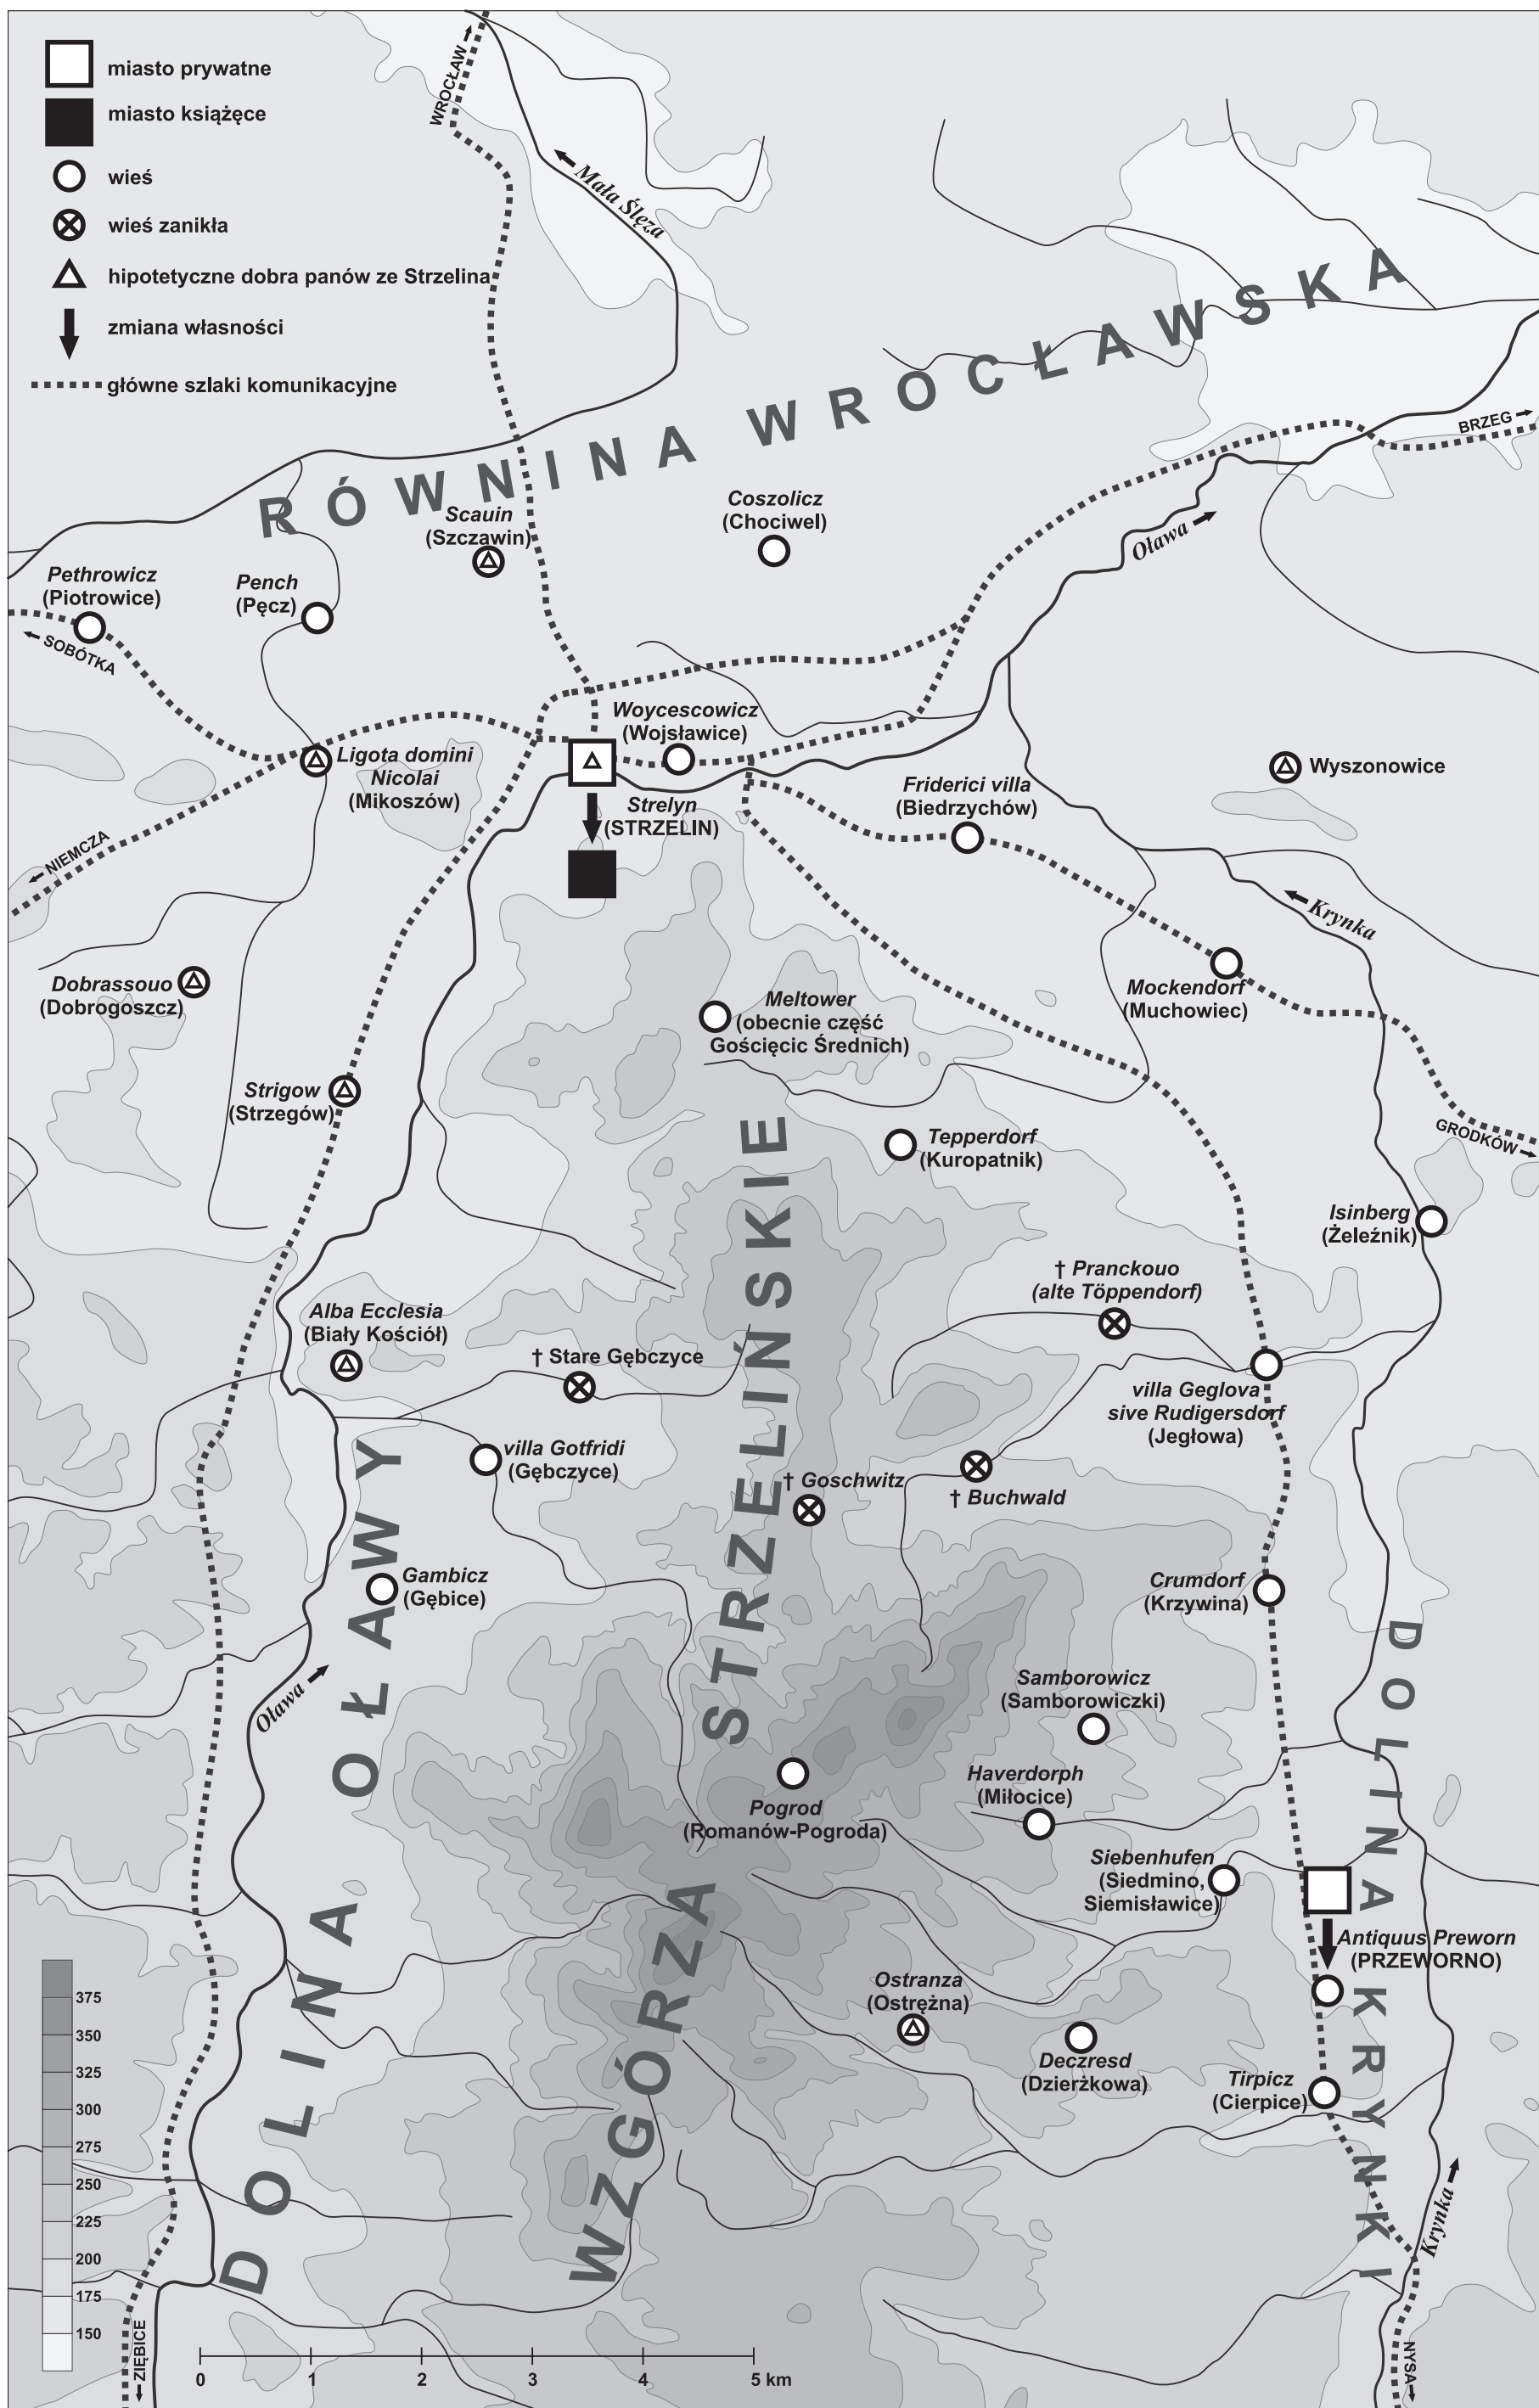 miasto prywatne
miasto książęce
wieś
wieś zanikła
hipotetyczne dobra panów ze Strzelina
zmiana własności
główne szlaki komunikacyjne
WROCŁAW
Mała Ślęza
RÓWNINA WROCŁAWSKA
BRZEG
Oława
Scauin
(Szczawin)
Coszolicz
(Chociwel)
Pethrowicz
(Piotrowice)
Pench
(Pęcz)
SOBÓTKA
Woycescowicz
(Wojsławice)
Ligota domini
Nicolai
(Mikoszów)
Strelyn
(STRZELIN)
Friderici villa
(Biedrzychów)
Wyszonowice
NIEMCZA
Krynka
Dobrassouo
(Dobrogoszcz)
Meltower
(obecnie część
Gościęcic Średnich)
Mockendorf
(Muchowiec)
Strigow
(Strzegów)
Tepperdorf
(Kuropatnik)
GRODKÓW
Isinberg
(Żeleźnik)
† Pranckouo
(alte Töppendorf)
Alba Ecclesia
(Biały Kościół)
† Stare Gębczyce
villa Geglova
sive Rudigersdorf
(Jegłowa)
villa Gotfridi
(Gębczyce)
† Goschwitz
† Buchwald
Gambicz
(Gębice)
Crumdorf
(Krzywina)
Oława
Samborowicz
(Samborowiczki)
Pogrod
(Romanów-Pogroda)
Haverdorph
(Miłocice)
Siebenhufen
(Siedmino,
Siemisławice)
Antiquus Preworn
(PRZEWORNO)
Ostranza
(Ostrężna)
Deczresd
(Dzierżkowa)
Tirpicz
(Cierpice)
DOLINA OŁAWY
WZGÓRZA STRZELIŃSKIE
DOLINA KRYNKI
Krynka
375
350
325
300
275
250
225
200
175
150
ZIĘBICE
NYSA
0 1 2 3 4 5 km